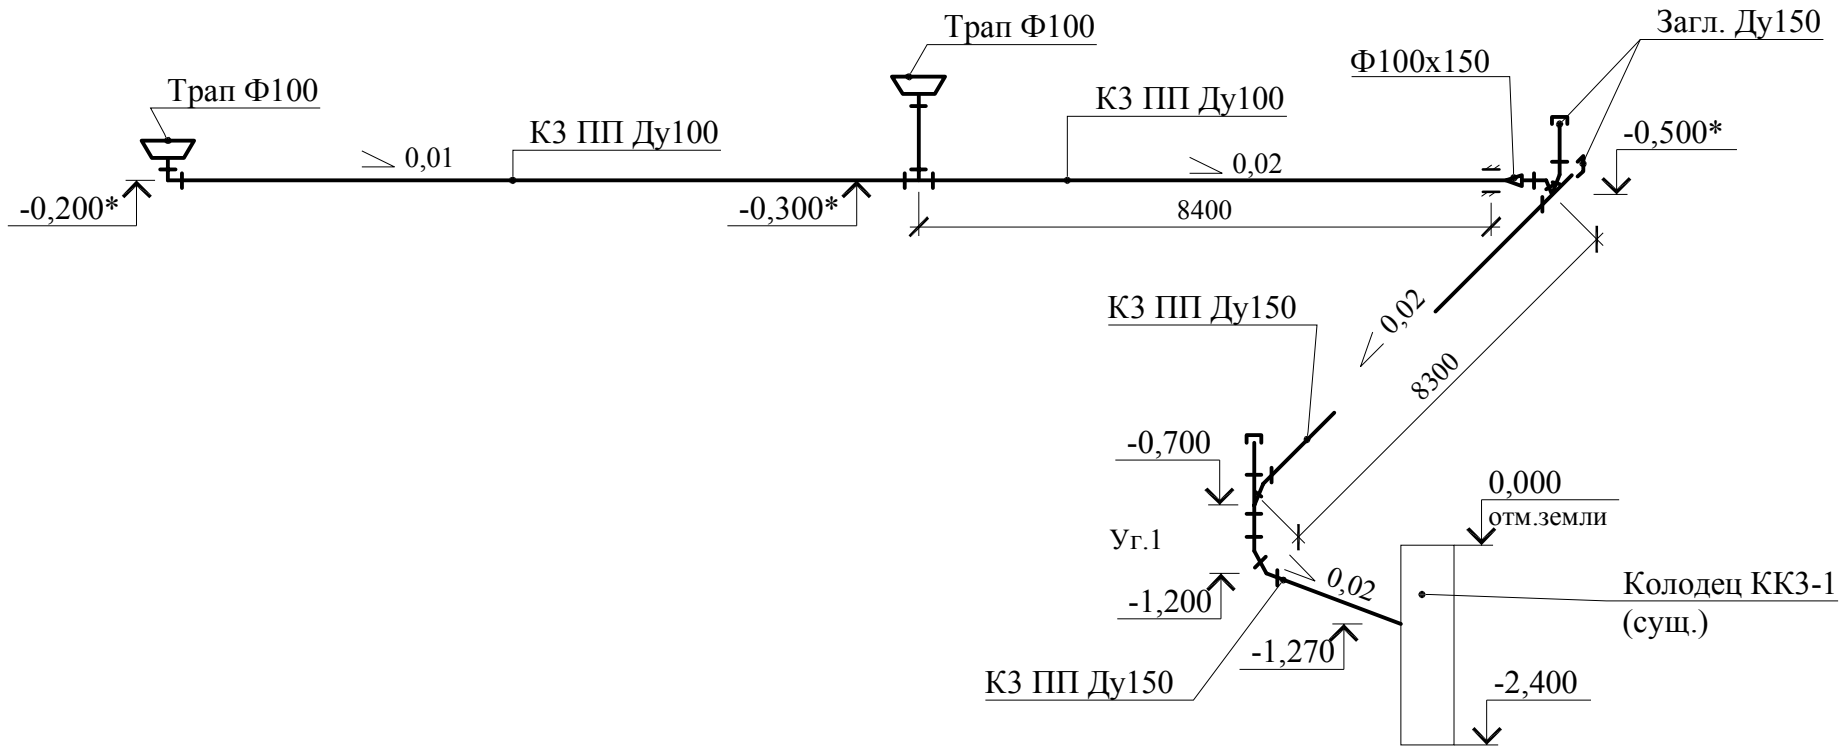 Трап Ф100
Загл. Ду150
Ф100х150
Трап Ф100
К3 ПП Ду100
К3 ПП Ду100
-0,500*
0,01
0,02
-0,200*
-0,300*
8400
К3 ПП Ду150
0,02
8300
-0,700
0,000
отм.земли
Уг.1
0,02
Колодец КК3-1
(сущ.)
-1,200
-1,270
К3 ПП Ду150
-2,400